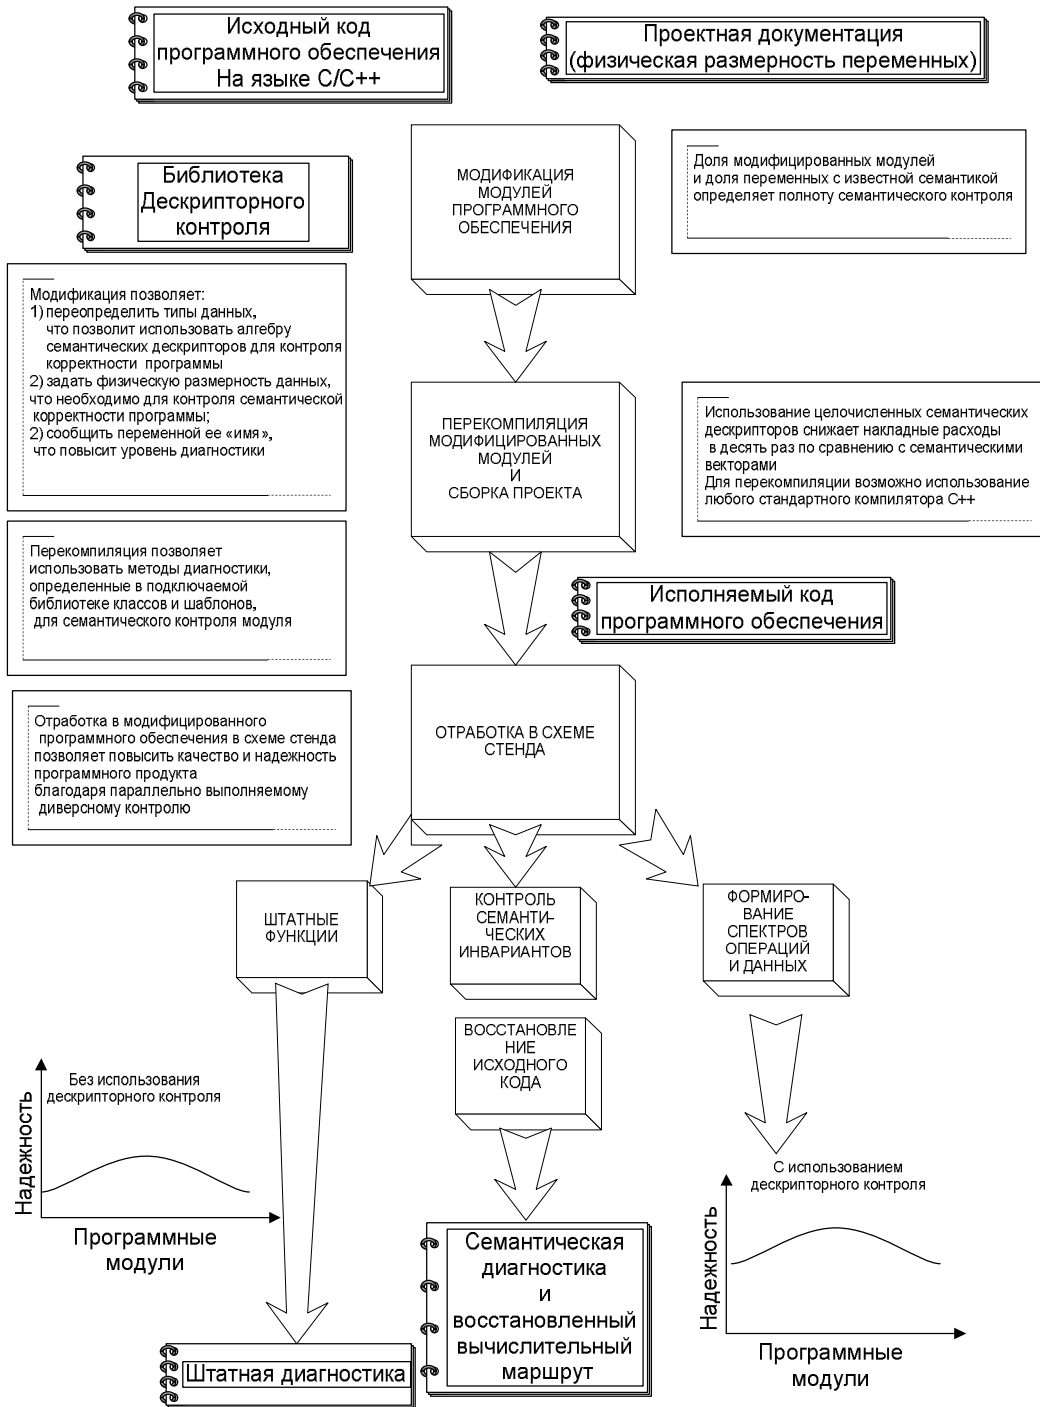 Исходный код
программного обеспечения
На языке С/С++
Проектная документация
(физическая размерность переменных)
Библиотека
Дескрипторного
контроля
МОДИФИКАЦИЯ
МОДУЛЕЙ
ПРОГРАММНОГО
ОБЕСПЕЧЕНИЯ
Доля модифицированных модулей
и доля переменных с известной семантикой
определяет полноту семантического контроля
Модификация позволяет:
1) переопределить типы данных,
что позволит использовать алгебру
семантических дескрипторов для контроля
корректности программы
2) задать физическую размерность данных,
что необходимо для контроля семантической
корректности программы;
2) сообщить переменной ее «имя»,
что повысит уровень диагностики
ПЕРЕКОМПИЛЯЦИЯ
МОДИФИЦИРОВАННЫХ
МОДУЛЕЙ
И
СБОРКА ПРОЕКТА
Использование целочисленных семантических
дескрипторов снижает накладные расходы
в десять раз по сравнению с семантическими
векторами
Для перекомпиляции возможно использование
любого стандартного компилятора С++
Перекомпиляция позволяет
использовать методы диагностики,
определенные в подключаемой
библиотеке классов и шаблонов,
для семантического контроля модуля
Исполняемый код
программного обеспечения
Отработка в модифицированного
программного обеспечения в схеме стенда
позволяет повысить качество и надежность
программного продукта
благодаря параллельно выполняемому
диверсному контролю
ОТРАБОТКА В СХЕМЕ
СТЕНДА
ШТАТНЫЕ
ФУНКЦИИ
КОНТРОЛЬ
СЕМАНТИ-
ЧЕСКИХ
ИНВАРИАНТОВ
ФОРМИРО-
ВАНИЕ
СПЕКТРОВ
ОПЕРАЦИЙ
И ДАННЫХ
ВОССТАНОВЛЕ
НИЕ
ИСХОДНОГО
КОДА
Без использования
дескрипторного контроля
Надежность
Программные
модули
С использованием
дескрипторного контроля
Надежность
Программные
модули
Семантическая
диагностика
и
восстановленный
вычислительный
маршрут
Штатная диагностика